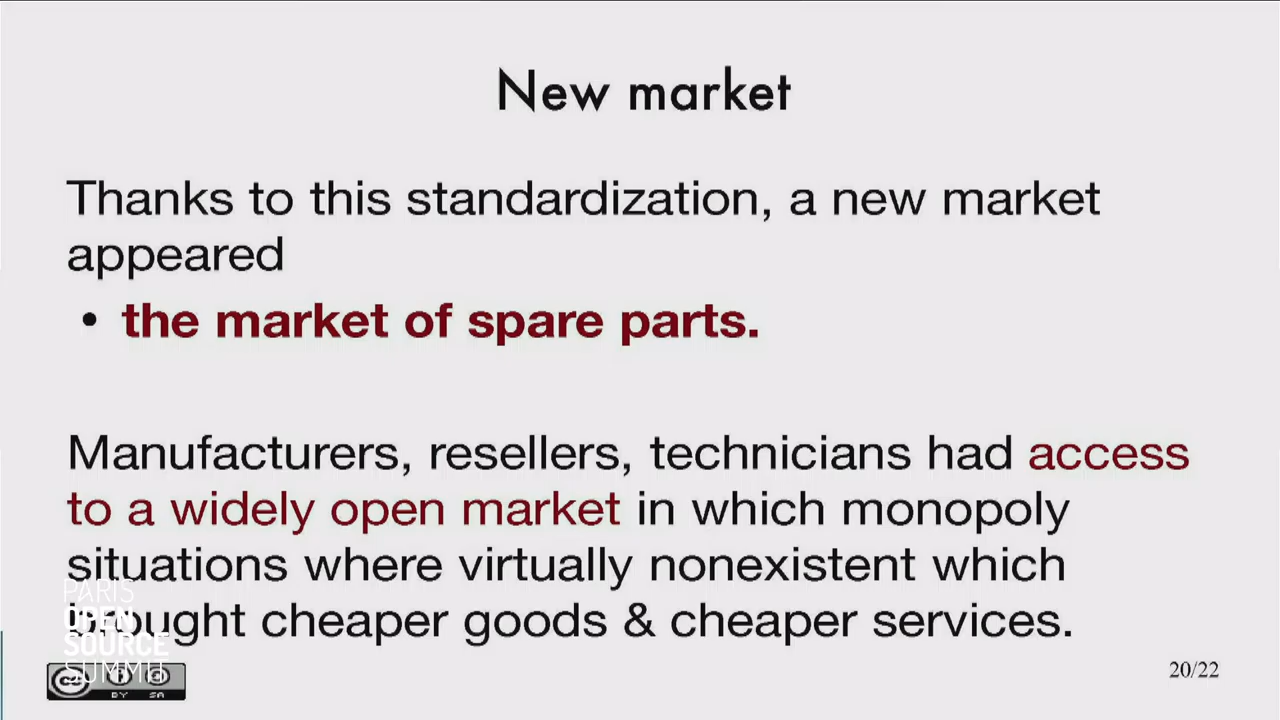 New market
Thanks to this standardization, a new market
appeared
• the market of spare parts.
Manufacturers, resellers, technicians had access
to a widely open market in which monopoly
situations where virtually nonexistent which
brought cheaper goods & cheaper services.
PARIS
OPEN
SOURCE
SUMMIT
BY SA
20/22